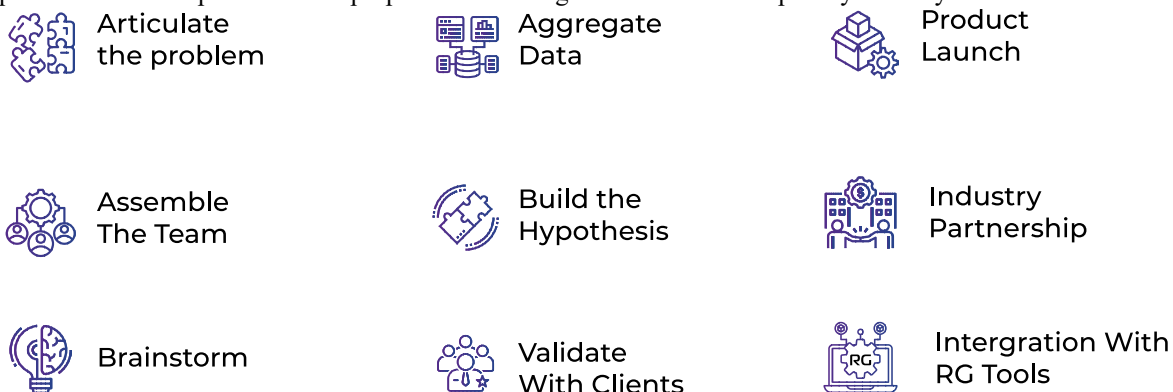 Articulate
the problem
Assemble
The Team
Brainstorm
Aggregate
Data
Build the
Hypothesis
Validate
With Clients
Product
Launch
Industry
Partnership
RG
Intergration With
RG Tools